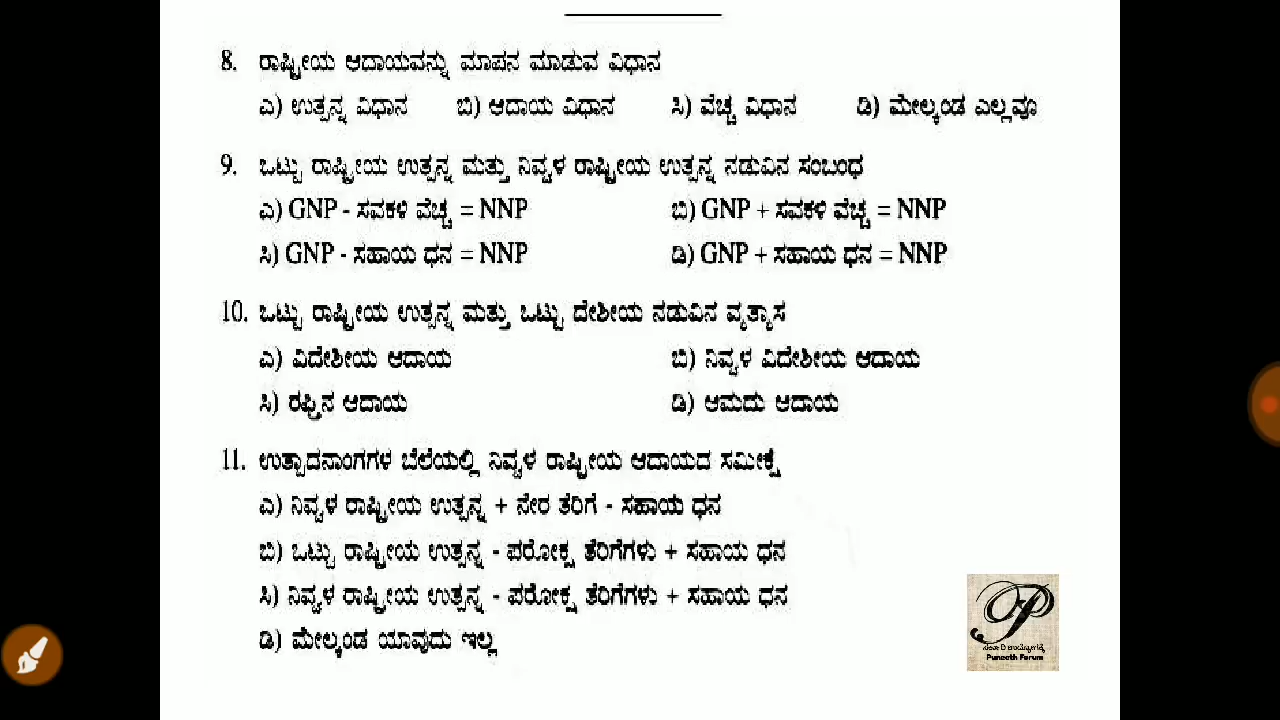 8. ರಾಷ್ಟ್ರೀಯ ಆದಾಯವನ್ನು ಮಾಪನ ಮಾಡುವ ವಿಧಾನ
ಎ) ಉತ್ಪನ್ನ ವಿಧಾನ ಬಿ) ಆದಾಯ ವಿಧಾನ ಸಿ) ವೆಚ್ಚ ವಿಧಾನ ಡಿ) ಮೇಲ್ಕಂಡ ಎಲ್ಲವೂ
9. ಒಟ್ಟು ರಾಷ್ಟ್ರೀಯ ಉತ್ಪನ್ನ ಮತ್ತು ನಿವ್ವಳ ರಾಷ್ಟ್ರೀಯ ಉತ್ಪನ್ನ ನಡುವಿನ ಸಂಬಂಧ
ಎ) GNP - ಸವಕಳಿ ವೆಚ್ಚ = NNP ಬಿ) GNP + ಸವಕಳಿ ವೆಚ್ಚ = NNP
ಸಿ) GNP - ಸಹಾಯ ಧನ = NNP ಡಿ) GNP + ಸಹಾಯ ಧನ = NNP
10. ಒಟ್ಟು ರಾಷ್ಟ್ರೀಯ ಉತ್ಪನ್ನ ಮತ್ತು ಒಟ್ಟು ದೇಶೀಯ ನಡುವಿನ ವ್ಯತ್ಯಾಸ
ಎ) ವಿದೇಶೀಯ ಆದಾಯ ಬಿ) ನಿವ್ವಳ ವಿದೇಶೀಯ ಆದಾಯ
ಸಿ) ರಫ್ತಿನ ಆದಾಯ ಡಿ) ಆಮದು ಆದಾಯ
11. ಉತ್ಪಾದನಾಂಗಗಳ ಬೆಲೆಯಲ್ಲಿ ನಿವ್ವಳ ರಾಷ್ಟ್ರೀಯ ಆದಾಯದ ಸಮೀಕ್ಷೆ
ಎ) ನಿವ್ವಳ ರಾಷ್ಟ್ರೀಯ ಉತ್ಪನ್ನ + ನೇರ ತೆರಿಗೆ - ಸಹಾಯ ಧನ
ಬಿ) ಒಟ್ಟು ರಾಷ್ಟ್ರೀಯ ಉತ್ಪನ್ನ - ಪರೋಕ್ಷ ತೆರಿಗೆಗಳು + ಸಹಾಯ ಧನ
ಸಿ) ನಿವ್ವಳ ರಾಷ್ಟ್ರೀಯ ಉತ್ಪನ್ನ - ಪರೋಕ್ಷ ತೆರಿಗೆಗಳು + ಸಹಾಯ ಧನ
ಡಿ) ಮೇಲ್ಕಂಡ ಯಾವುದು ಇಲ್ಲ
P
Puneeth Forum